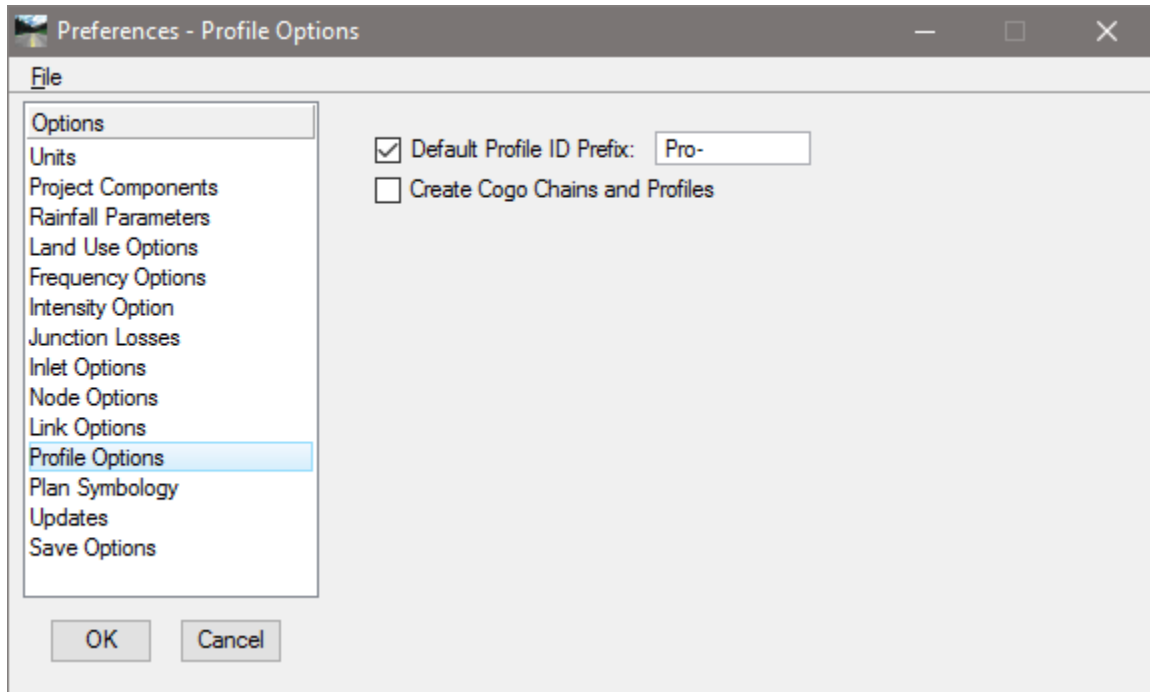 Preferences - Profile Options
File
Options
Units
Project Components
Rainfall Parameters
Land Use Options
Frequency Options
Intensity Option
Junction Losses
Inlet Options
Node Options
Link Options
Profile Options
Plan Symbology
Updates
Save Options
Default Profile ID Prefix: Pro-
Create Cogo Chains and Profiles
OK Cancel